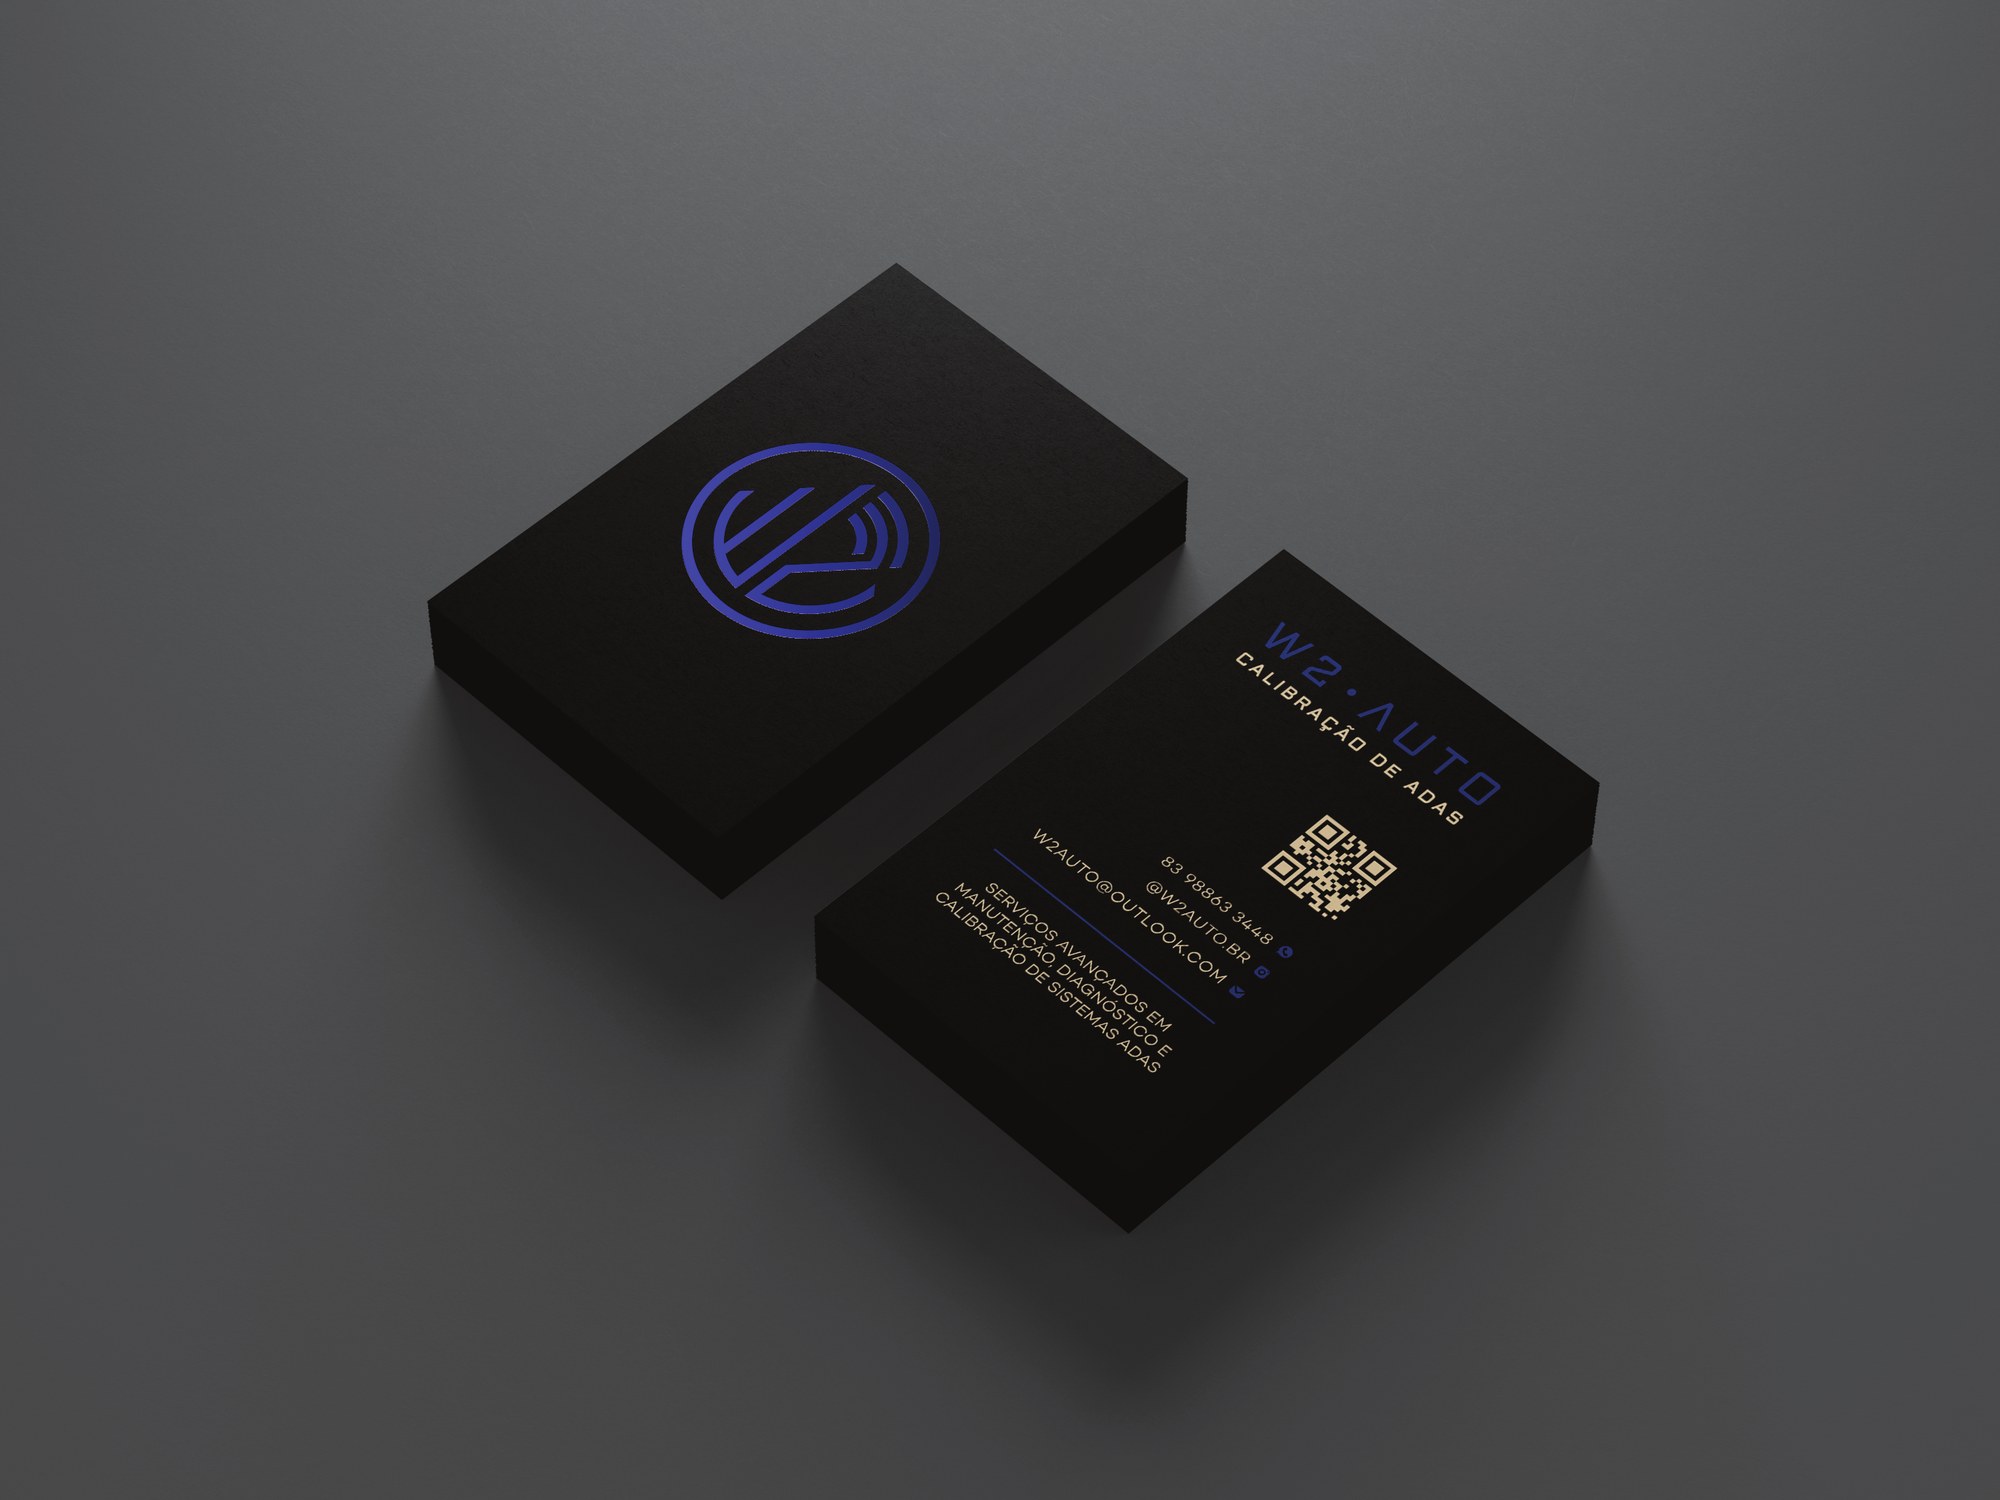 W2
W2•AUTO
CALIBRAÇÃO DE ADAS
83 98863 3448
@W2AUTO.BR
W2AUTO@OUTLOOK.COM
SERVIÇOS AVANÇADOS EM
MANUTENÇÃO, DIAGNÓSTICO E
CALIBRAÇÃO DE SISTEMAS ADAS